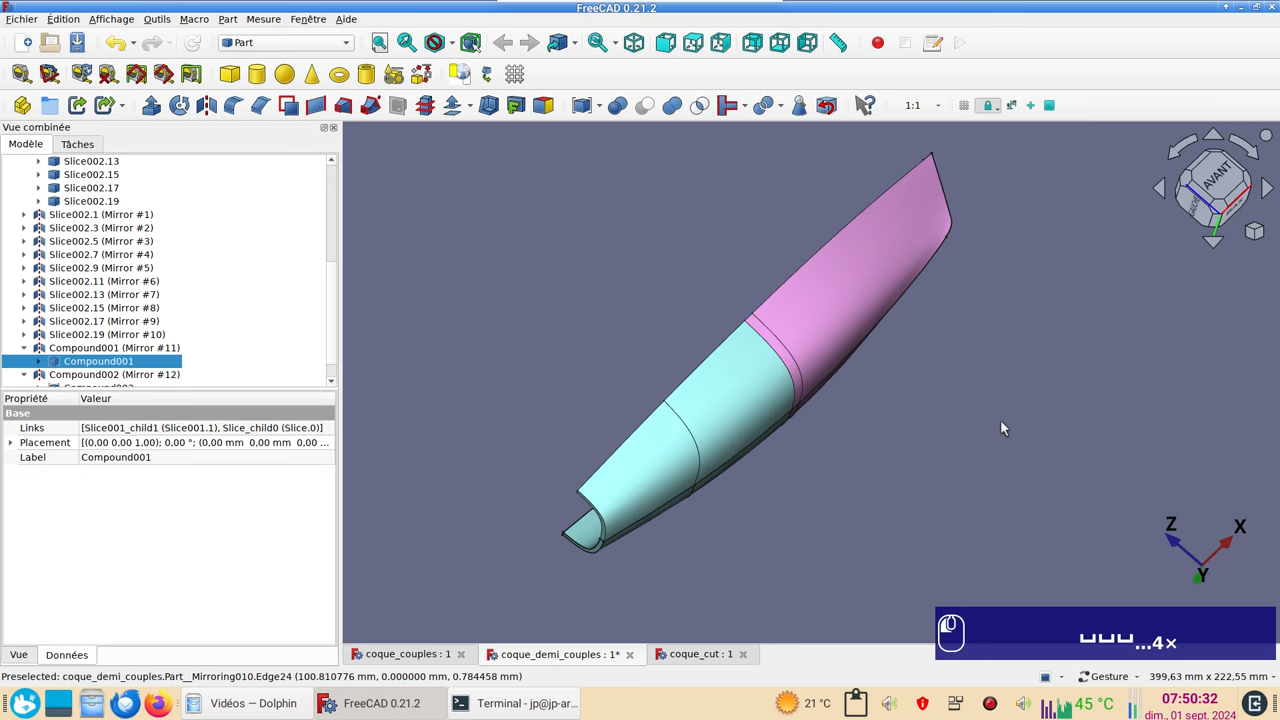 FreeCAD 0.21.2
Fichier Édition Affichage Outils Macro Part Mesure Fenêtre Aide
Part
1:1
Vue combinée
Modèle Tâches
Slice002.13
Slice002.15
Slice002.17
Slice002.19
Slice002.1 (Mirror #1)
Slice002.3 (Mirror #2)
Slice002.5 (Mirror #3)
Slice002.7 (Mirror #4)
Slice002.9 (Mirror #5)
Slice002.11 (Mirror #6)
Slice002.13 (Mirror #7)
Slice002.15 (Mirror #8)
Slice002.17 (Mirror #9)
Slice002.19 (Mirror #10)
Compound001 (Mirror #11)
Compound001
Compound002 (Mirror #12)
Propriété Valeur
Base
Links [Slice001_child1 (Slice001.1), Slice_child0 (Slice.0)]
Placement [(0,00 0,00 1,00); 0,00 °; (0,00 mm 0,00 mm 0,00 ...
Label Compound001
AVANT
Z X
Y
...4×
Vue Données
coque_couples : 1 coque_demi_couples : 1* coque_cut : 1
Preselected: coque_demi_couples.Part__Mirroring010.Edge24 (100.810776 mm, 0.000000 mm, 0.784458 mm)
Gesture 399,63 mm x 222,55 mm
Vidéos — Dolphin FreeCAD 0.21.2 Terminal - jp@jp-ar... 21 °C 45 °C 07:50:32
dim., 01 sept. 2024